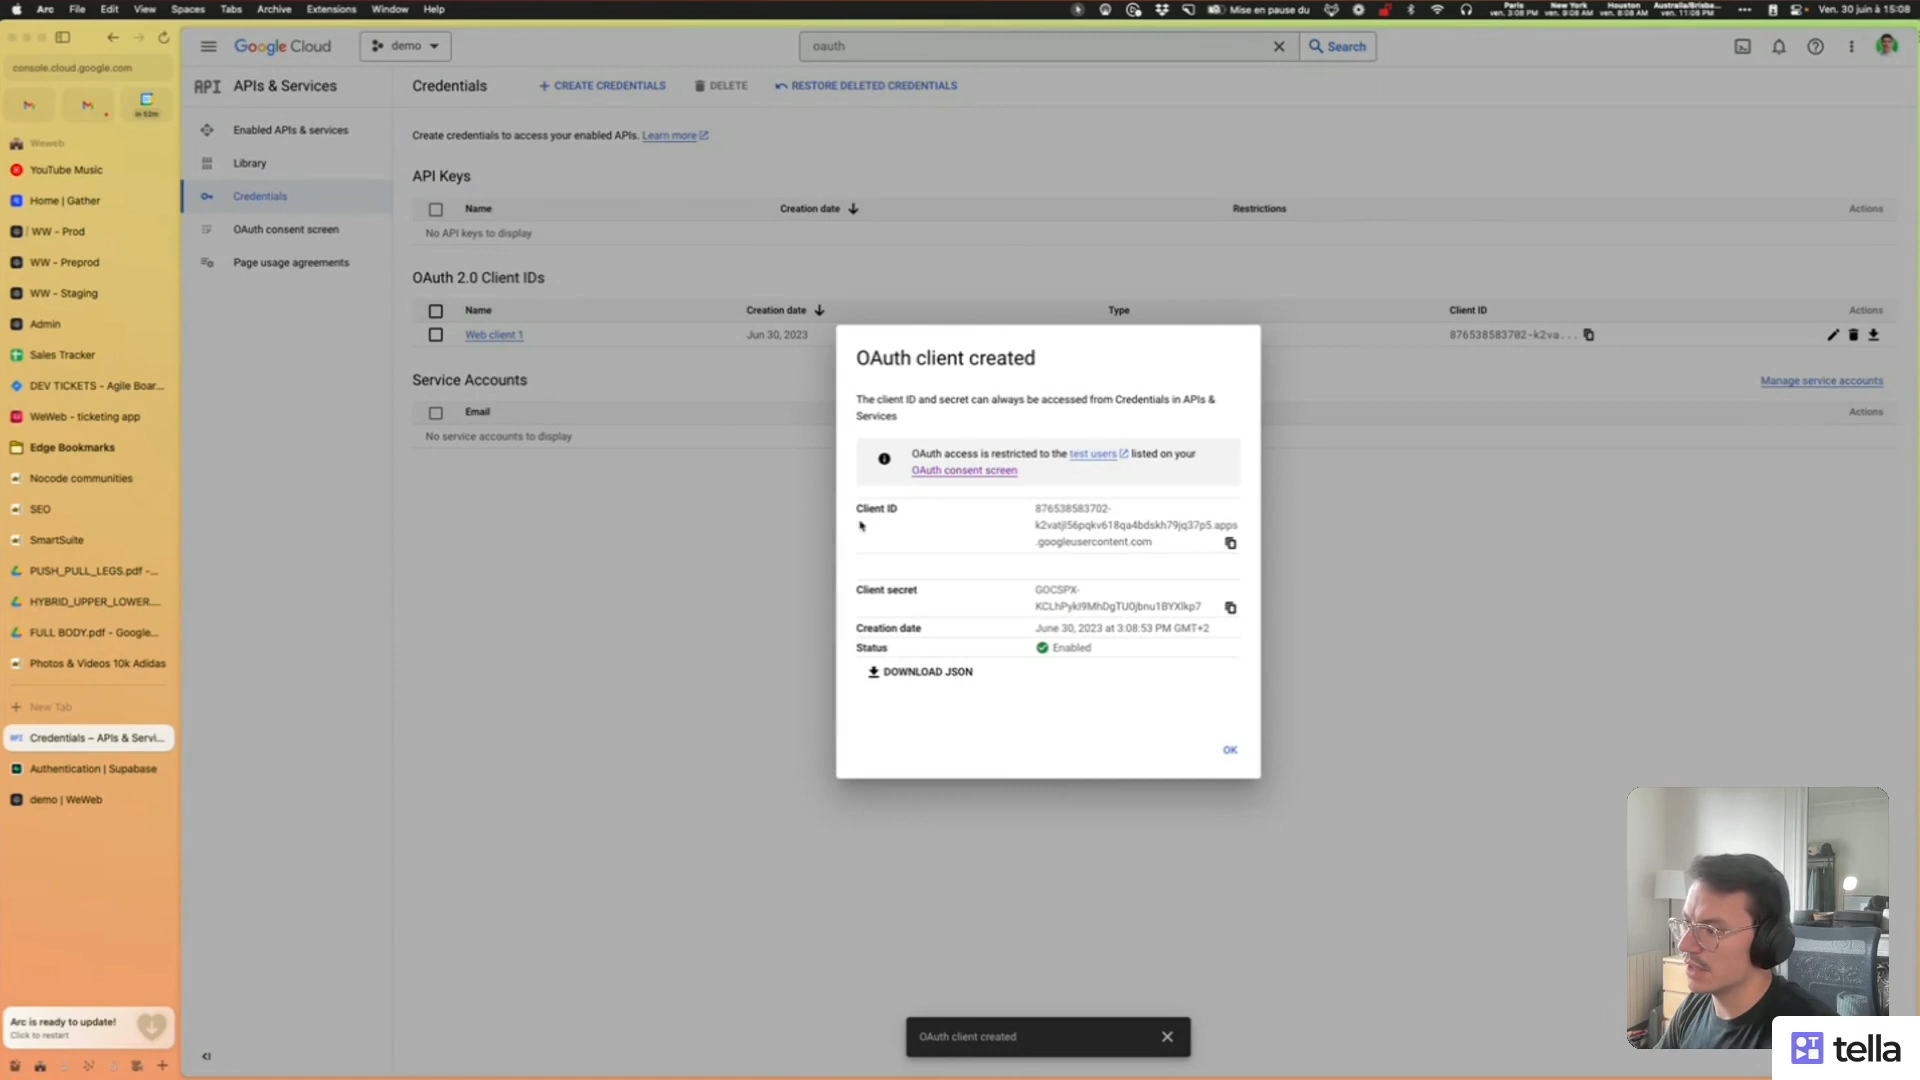 Arc File Edit View Spaces Tabs Archive Extensions Window Help
Mise en pause du
Paris
ven. 3:08 PM
New York
ven. 9:08 AM
Houston
ven. 8:08 AM
Australia/Brisba...
ven. 11:08 PM
Ven. 30 juin à 15:08
console.cloud.google.com
in 52m
Weweb
YouTube Music
Home | Gather
/ WW - Prod
WW - Preprod
WW - Staging
Admin
Sales Tracker
DEV TICKETS - Agile Boar...
WeWeb - ticketing app
Edge Bookmarks
Nocode communities
SEO
SmartSuite
PUSH_PULL_LEGS.pdf -...
HYBRID_UPPER_LOWER....
FULL BODY.pdf - Google...
Photos & Videos 10k Adidas
New Tab
API Credentials – APIs & Servi...
Authentication | Supabase
demo | WeWeb
Arc is ready to update!
Click to restart
Google Cloud
demo
oauth
Search
API APIs & Services
Enabled APIs & services
Library
Credentials
OAuth consent screen
Page usage agreements
Credentials
CREATE CREDENTIALS
DELETE
RESTORE DELETED CREDENTIALS
Create credentials to access your enabled APIs. Learn more
API Keys
Name Creation date Restrictions Actions
No API keys to display
OAuth 2.0 Client IDs
Name Creation date Type Client ID Actions
Web client 1 Jun 30, 2023 876538583702-k2va...
Service Accounts
Manage service accounts
Email Actions
No service accounts to display
OAuth client created
The client ID and secret can always be accessed from Credentials in APIs &
Services
OAuth access is restricted to the test users listed on your
OAuth consent screen
Client ID
876538583702-
k2vatjl56pqkv618qa4bdskh79jq37p5.apps
.googleusercontent.com
Client secret
GOCSPX-
KCLhPykI9MhDgTU0jbnu1BYXlkp7
Creation date June 30, 2023 at 3:08:53 PM GMT+2
Status Enabled
DOWNLOAD JSON
OK
OAuth client created
tella